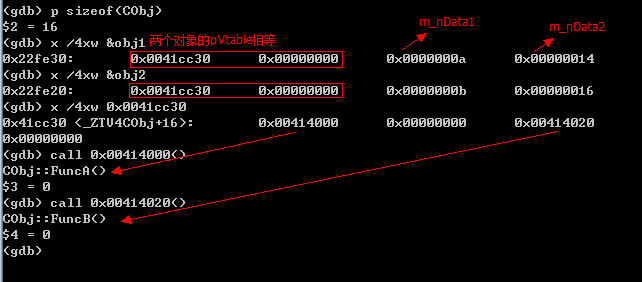 (gdb) p sizeof(CObj)
$2 = 16
(gdb) x /4xw &obj1 两个对象的pVtable相等 m_nData1 m_nData2
0x22fe30: 0x0041cc30 0x00000000 0x0000000a 0x00000014
(gdb) x /4xw &obj2
0x22fe20: 0x0041cc30 0x00000000 0x0000000b 0x00000016
(gdb) x /4xw 0x0041cc30
0x41cc30 <_ZTV4CObj+16>: 0x00414000 0x00000000 0x00414020
0x00000000
(gdb) call 0x00414000()
CObj::FuncA()
$3 = 0
(gdb) call 0x00414020()
CObj::FuncB()
$4 = 0
(gdb)